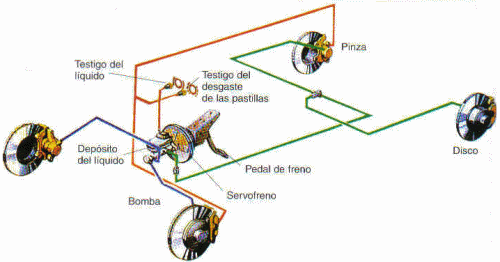 Pinza
Testigo del
líquido
Testigo del
desgaste
de las pastillas
Depósito
del líquido
Pedal de freno
Disco
Servofreno
Bomba